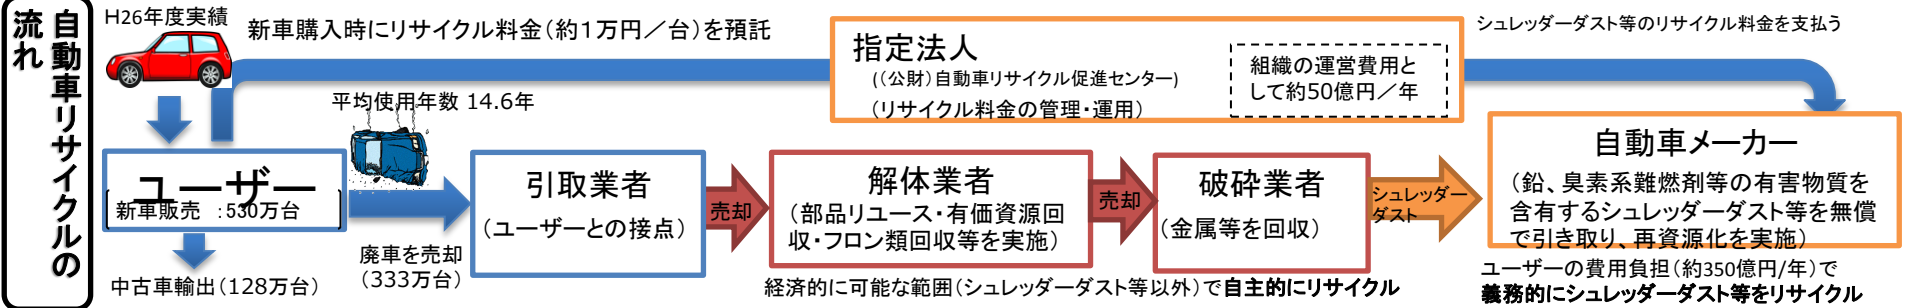 自動車リサイクルの
流れ
H26年度実績
新車購入時にリサイクル料金（約１万円／台）を預託
指定法人
（（公財）自動車リサイクル促進センター）
（リサイクル料金の管理・運用）
組織の運営費用と
して約50億円／年
シュレッダーダスト等のリサイクル料金を支払う
平均使用年数 14.6年
ユーザー
新車販売　：530万台
中古車輸出（128万台）
廃車を売却
（333万台）
引取業者
（ユーザーとの接点）
売却
解体業者
（部品リユース・有価資源回
収・フロン類回収等を実施）
売却
破砕業者
（金属等を回収）
経済的に可能な範囲（シュレッダーダスト等以外）で自主的にリサイクル
シュレッダー
ダスト
自動車メーカー
（鉛、臭素系難燃剤等の有害物質を
含有するシュレッダーダスト等を無償
で引き取り、再資源化を実施）
ユーザーの費用負担（約350億円/年）で
義務的にシュレッダーダスト等をリサイクル